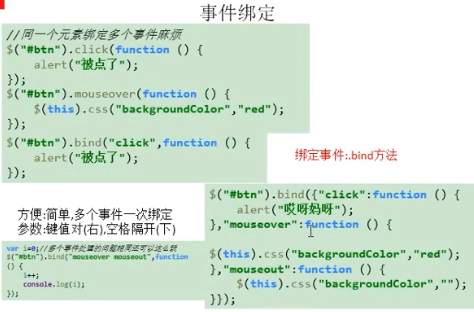 事件绑定
//同一个元素绑定多个事件麻烦
$("#btn").click(function () {
alert("被点了");
});
$("#btn").mouseover(function () {
$(this).css("backgroundColor","red");
});
$("#btn").bind("click",function () {
alert("被点了");
});
绑定事件:.bind方法
方便:简单,多个事件一次绑定
参数:键值对(右),空格隔开(下)
var i=0;//多个事件处理的问题相同还可以这么获
$("#btn").bind("mouseover mouseout",function
() {
i++;
console.log(i);
});
$("#btn").bind({"click":function () {
alert("哎呀妈呀");
},"mouseover":function () {
$(this).css("backgroundColor","red");
},"mouseout":function () {
$(this).css("backgroundColor","");
}});